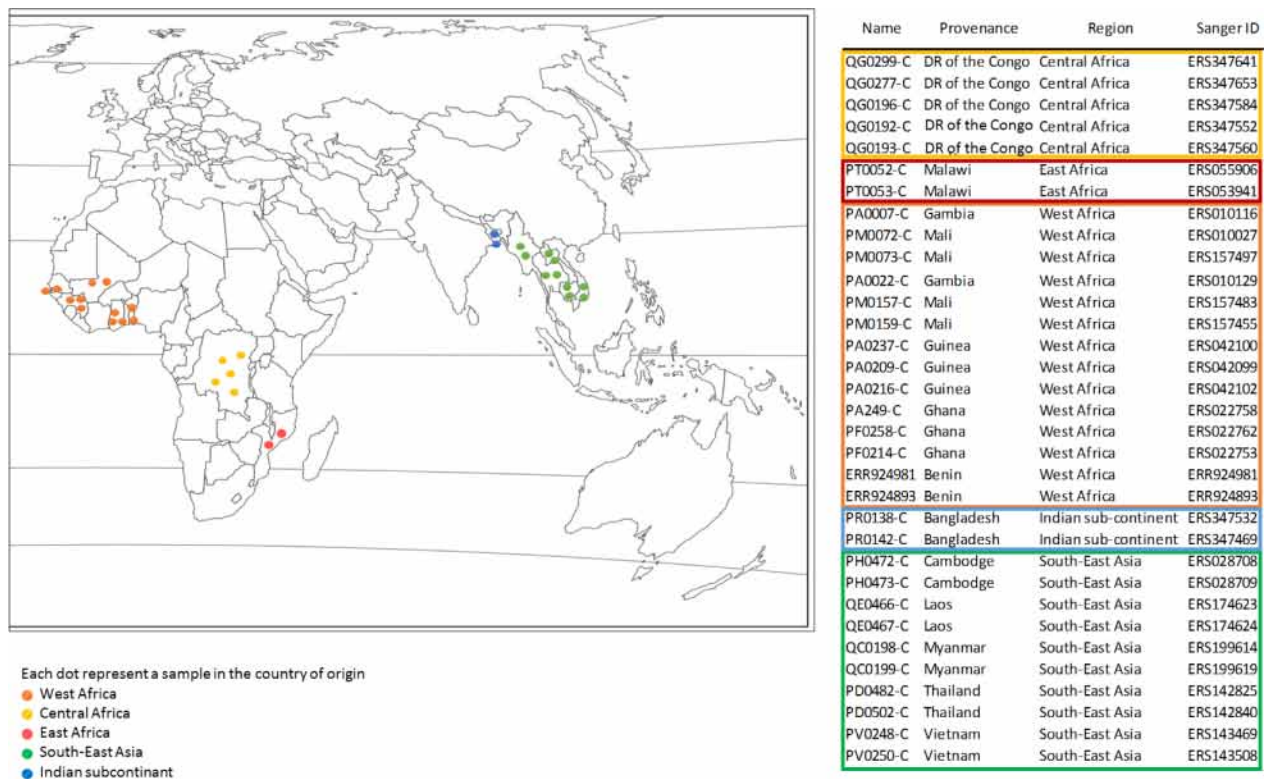 Name Provenance Region Sanger ID
QG0299-C DR of the Congo Central Africa ERS347641
QG0277-C DR of the Congo Central Africa ERS347653
QG0196-C DR of the Congo Central Africa ERS347584
QG0192-C DR of the Congo Central Africa ERS347552
QG0193-C DR of the Congo Central Africa ERS347560
PT0052-C Malawi East Africa ERS055906
PT0053-C Malawi East Africa ERS053941
PA0007-C Gambia West Africa ERS010116
PM0072-C Mali West Africa ERS010027
PM0073-C Mali West Africa ERS157497
PA0022-C Gambia West Africa ERS010129
PM0157-C Mali West Africa ERS157483
PM0159-C Mali West Africa ERS157455
PA0237-C Guinea West Africa ERS042100
PA0209-C Guinea West Africa ERS042099
PA0216-C Guinea West Africa ERS042102
PA249-C Ghana West Africa ERS022758
PF0258-C Ghana West Africa ERS022762
PF0214-C Ghana West Africa ERS022753
ERR924981 Benin West Africa ERR924981
ERR924893 Benin West Africa ERR924893
PR0138-C Bangladesh Indian sub-continent ERS347532
PR0142-C Bangladesh Indian sub-continent ERS347469
PH0472-C Cambodge South-East Asia ERS028708
PH0473-C Cambodge South-East Asia ERS028709
QE0466-C Laos South-East Asia ERS174623
QE0467-C Laos South-East Asia ERS174624
QC0198-C Myanmar South-East Asia ERS199614
QC0199-C Myanmar South-East Asia ERS199619
PD0482-C Thailand South-East Asia ERS142825
PD0502-C Thailand South-East Asia ERS142840
PV0248-C Vietnam South-East Asia ERS143469
PV0250-C Vietnam South-East Asia ERS143508
Each dot represent a sample in the country of origin
West Africa
Central Africa
East Africa
South-East Asia
Indian subcontinant